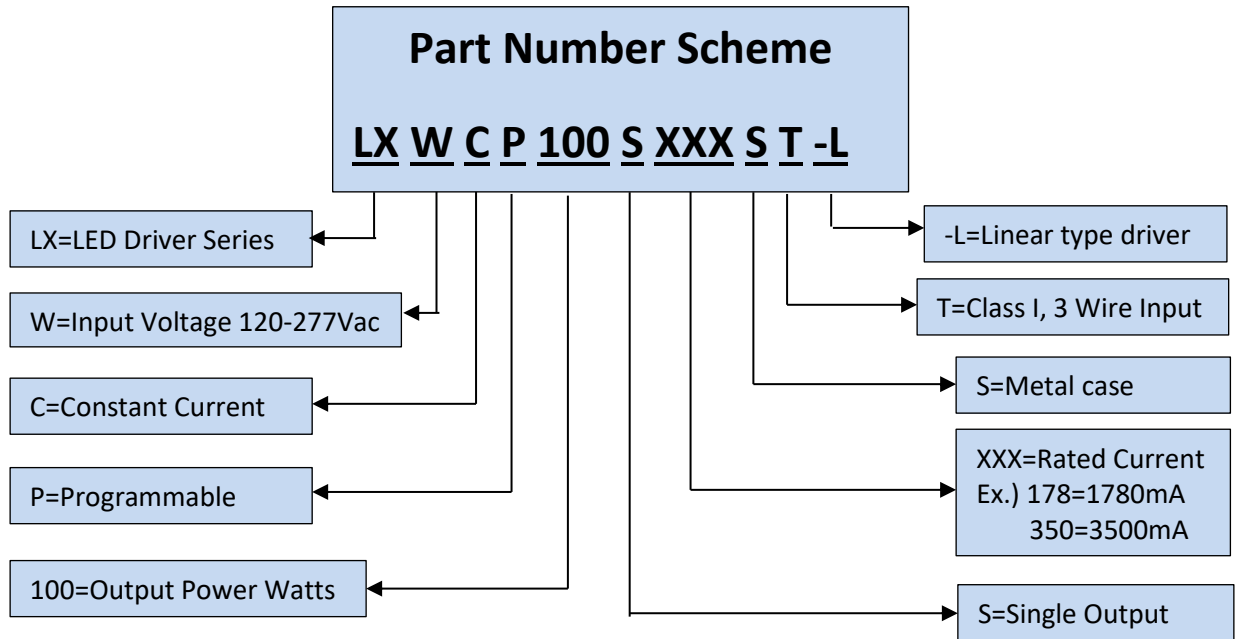 Part Number Scheme
LX W C P 100 S XXX S T -L
LX=LED Driver Series
W=Input Voltage 120-277Vac
C=Constant Current
P=Programmable
100=Output Power Watts
-L=Linear type driver
T=Class I, 3 Wire Input
S=Metal case
XXX=Rated Current
Ex.) 178=1780mA
350=3500mA
S=Single Output